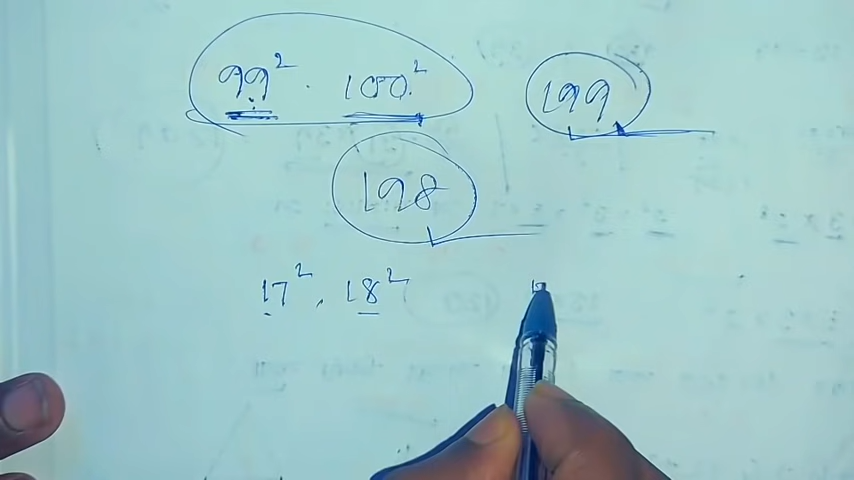 99² . 100² 199
198
17² , 18²